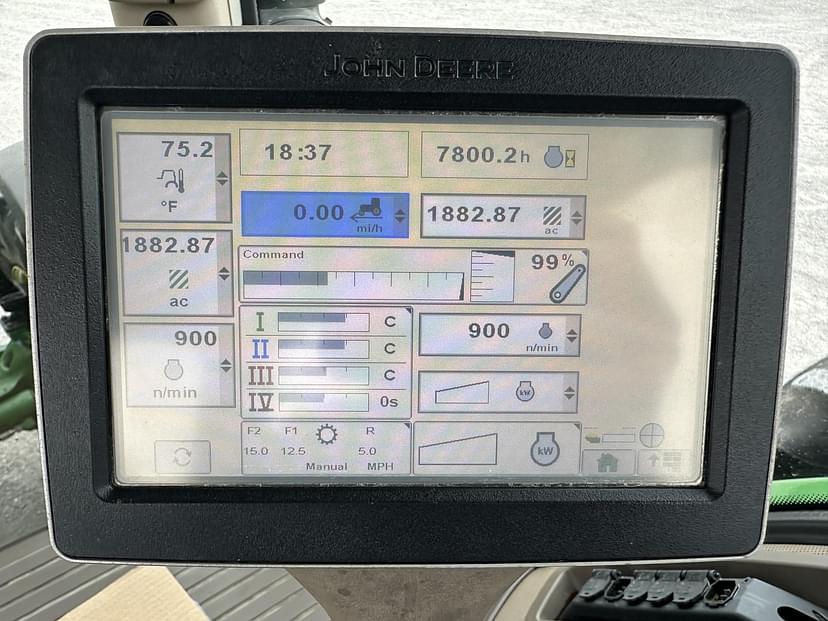 JOHN DEERE
75.2
°F
18:37
7800.2h
0.00
mi/h
1882.87
ac
1882.87
ac
Command
99%
900
n/min
I C
II C
III C
IV 0s
900
n/min
kW
F2 F1 R
15.0 12.5 5.0
Manual MPH
kW